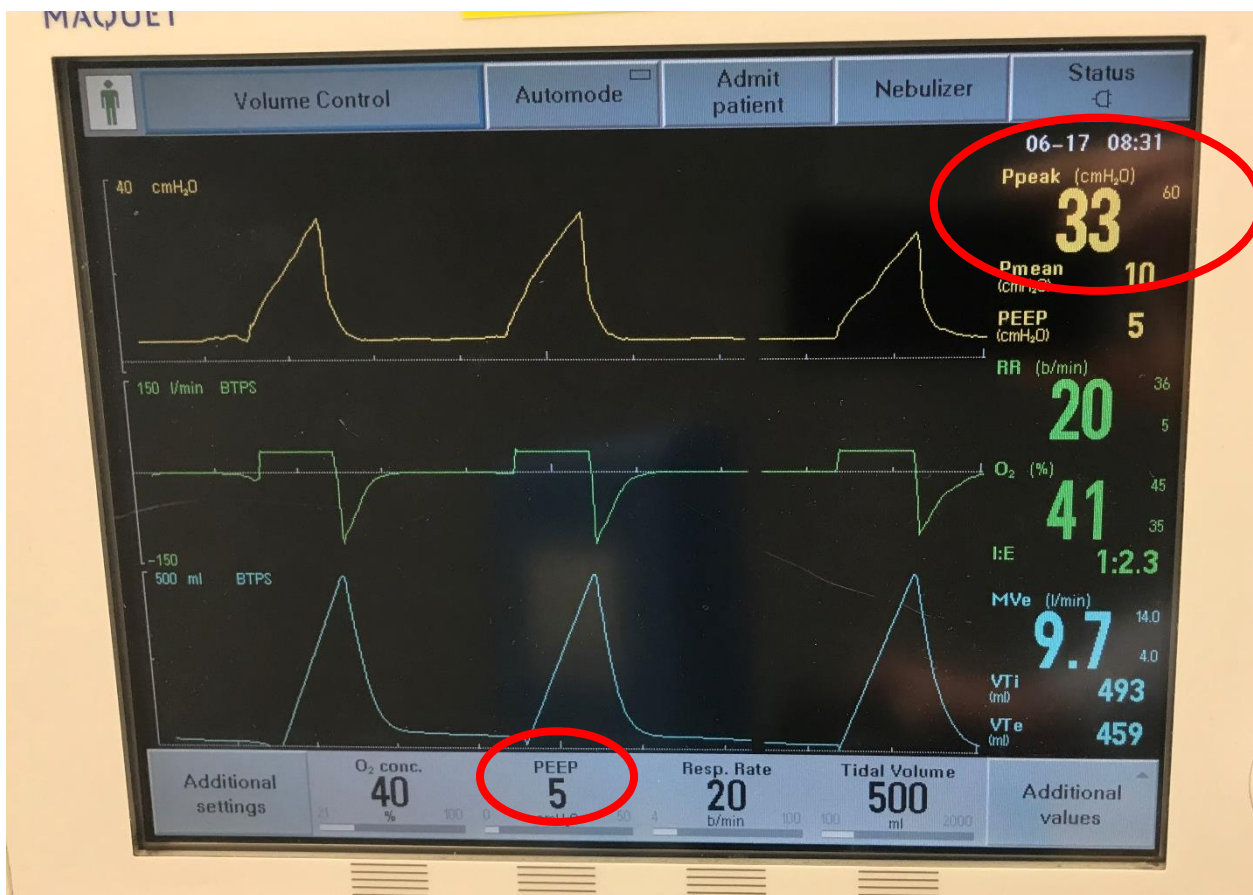 MAQUET
Volume Control
Automode
Admit
patient
Nebulizer
Status
06-17 08:31
40 cmH₂O
Ppeak (cmH₂O)
33
60
Pmean
(cmH₂O)
10
PEEP
(cmH₂O)
5
150 l/min BTPS
RR (b/min)
20
36
5
O₂ (%)
41
45
35
-150
I:E
1:2.3
500 ml BTPS
MVe (l/min)
9.7
14.0
4.0
VTi
(ml)
493
VTe
(ml)
459
Additional
settings
O₂ conc.
40
21 % 100
PEEP
5
0 cmH₂O 50
Resp. Rate
20
4 b/min 100
Tidal Volume
500
100 ml 2000
Additional
values